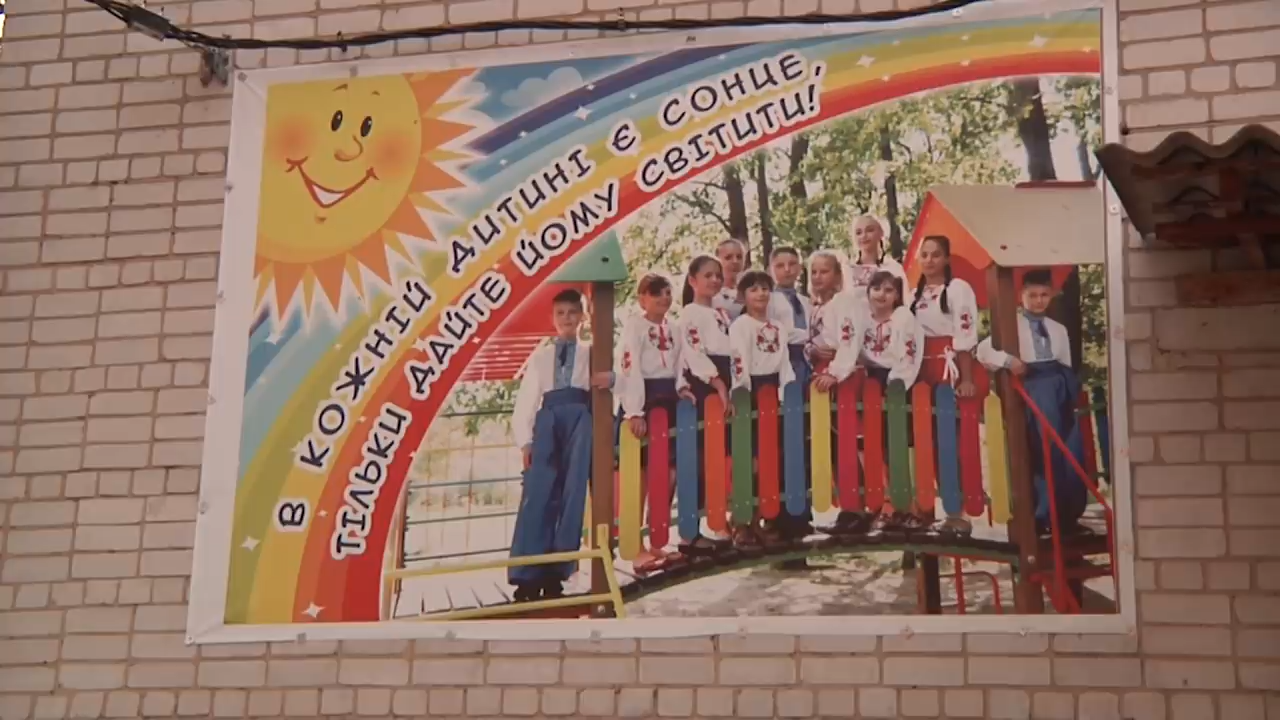 В КОЖНІЙ ДИТИНІ Є СОНЦЕ,
ТІЛЬКИ ДАЙТЕ ЙОМУ СВІТИТИ!